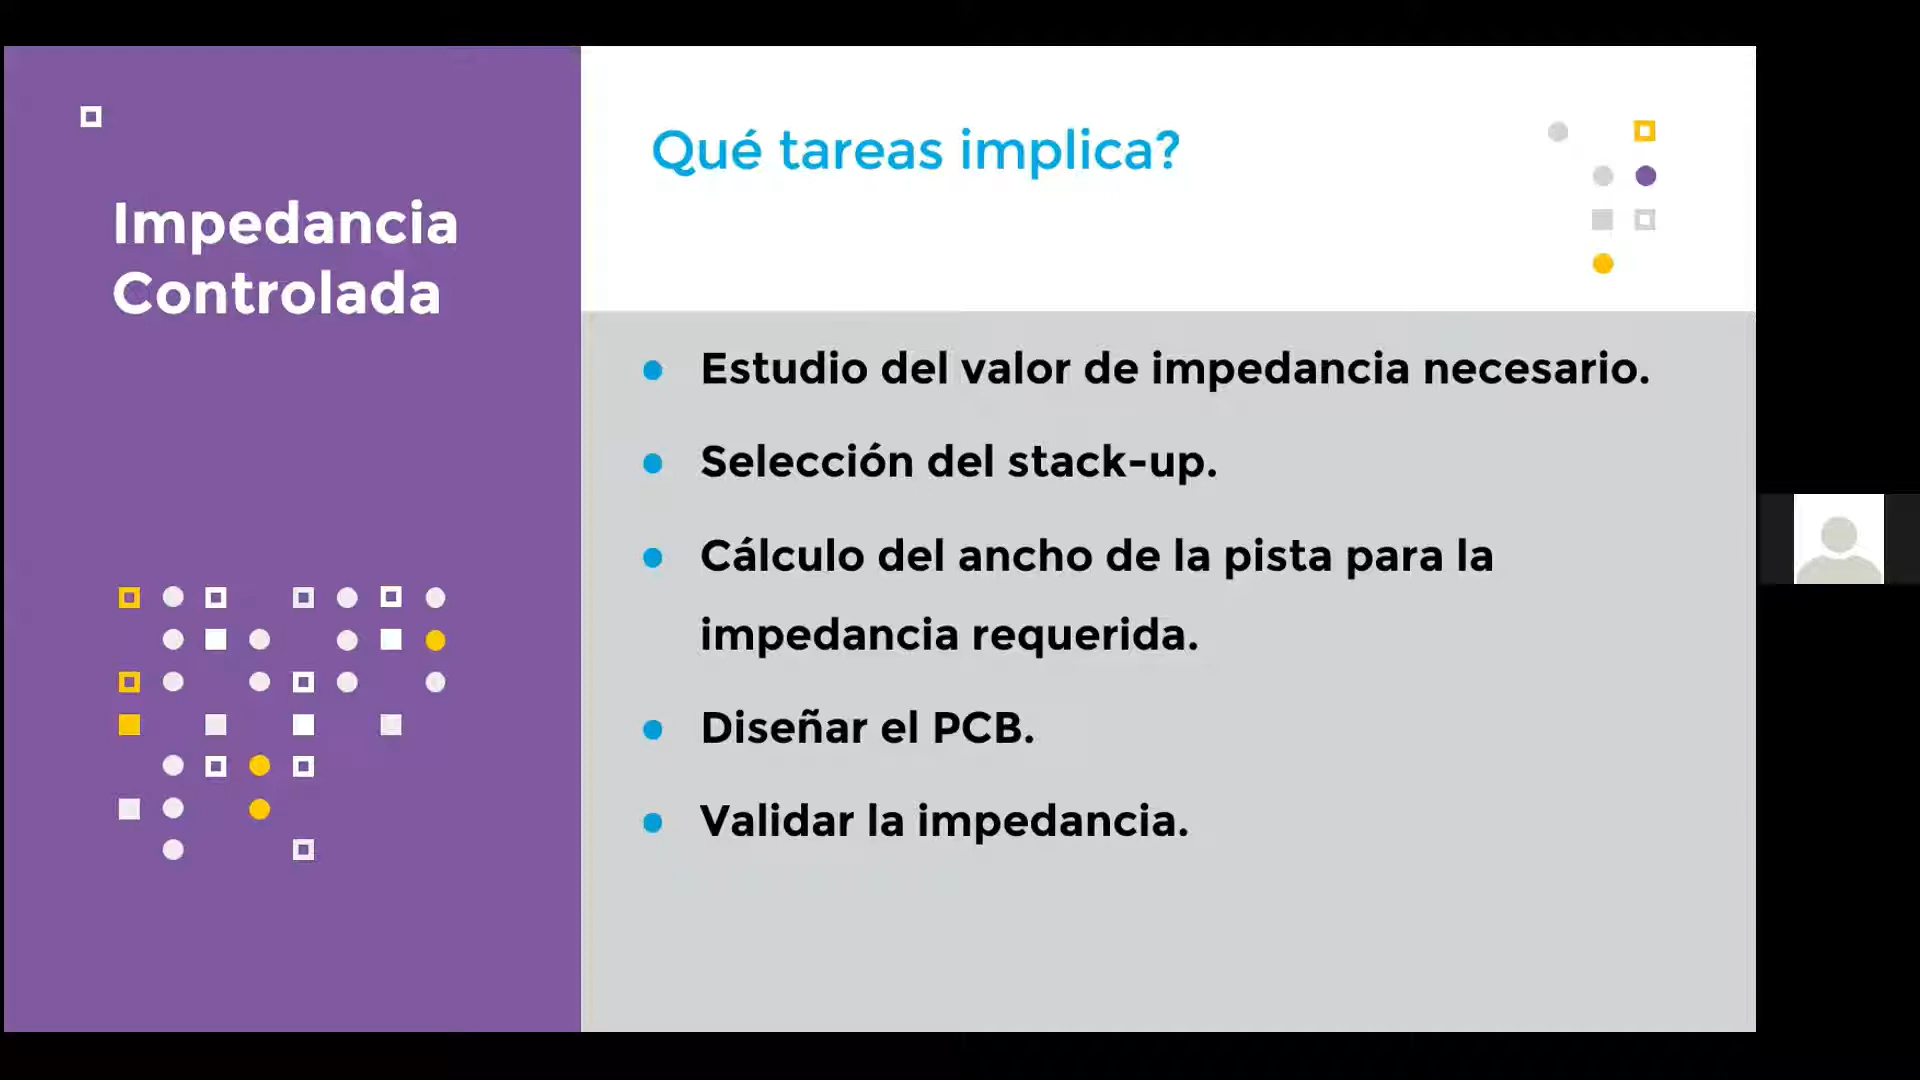 Impedancia
Controlada
Qué tareas implica?
Estudio del valor de impedancia necesario.
Selección del stack-up.
Cálculo del ancho de la pista para la
impedancia requerida.
Diseñar el PCB.
Validar la impedancia.